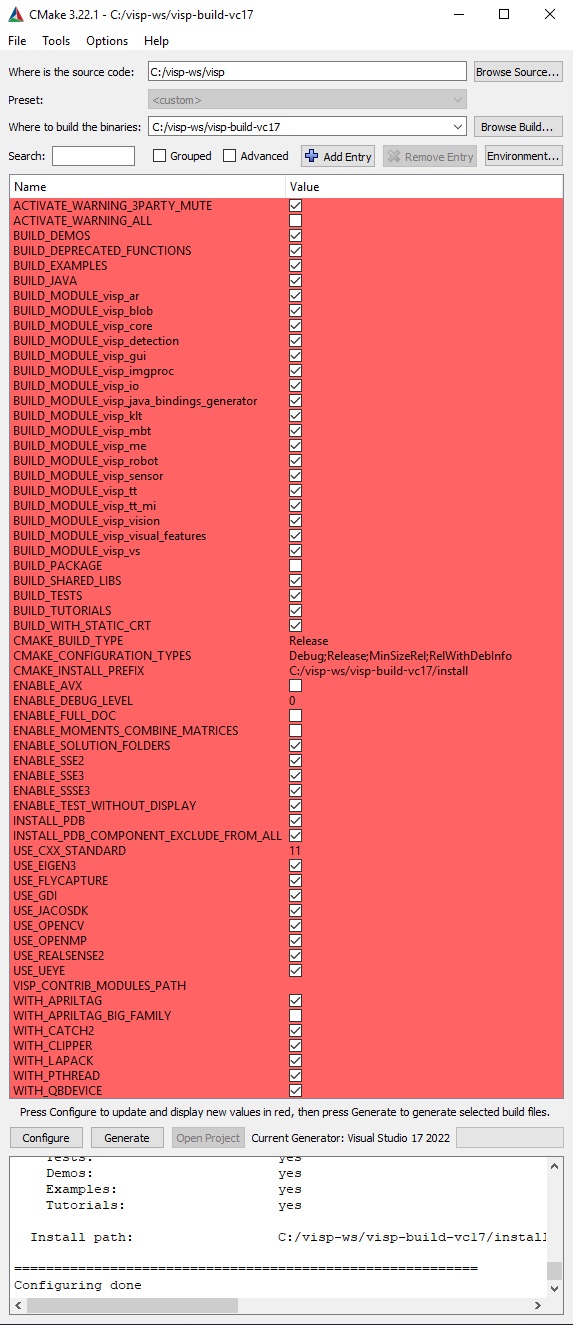 CMake 3.22.1 - C:/visp-ws/visp-build-vc17
File Tools Options Help
Where is the source code: C:/visp-ws/visp Browse Source...
Preset: <custom>
Where to build the binaries: C:/visp-ws/visp-build-vc17 Browse Build...
Search: Grouped Advanced Add Entry Remove Entry Environment...
Name Value
ACTIVATE_WARNING_3PARTY_MUTE
ACTIVATE_WARNING_ALL
BUILD_DEMOS
BUILD_DEPRECATED_FUNCTIONS
BUILD_EXAMPLES
BUILD_JAVA
BUILD_MODULE_visp_ar
BUILD_MODULE_visp_blob
BUILD_MODULE_visp_core
BUILD_MODULE_visp_detection
BUILD_MODULE_visp_gui
BUILD_MODULE_visp_imgproc
BUILD_MODULE_visp_io
BUILD_MODULE_visp_java_bindings_generator
BUILD_MODULE_visp_klt
BUILD_MODULE_visp_mbt
BUILD_MODULE_visp_me
BUILD_MODULE_visp_robot
BUILD_MODULE_visp_sensor
BUILD_MODULE_visp_tt
BUILD_MODULE_visp_tt_mi
BUILD_MODULE_visp_vision
BUILD_MODULE_visp_visual_features
BUILD_MODULE_visp_vs
BUILD_PACKAGE
BUILD_SHARED_LIBS
BUILD_TESTS
BUILD_TUTORIALS
BUILD_WITH_STATIC_CRT
CMAKE_BUILD_TYPE Release
CMAKE_CONFIGURATION_TYPES Debug;Release;MinSizeRel;RelWithDebInfo
CMAKE_INSTALL_PREFIX C:/visp-ws/visp-build-vc17/install
ENABLE_AVX
ENABLE_DEBUG_LEVEL 0
ENABLE_FULL_DOC
ENABLE_MOMENTS_COMBINE_MATRICES
ENABLE_SOLUTION_FOLDERS
ENABLE_SSE2
ENABLE_SSE3
ENABLE_SSSE3
ENABLE_TEST_WITHOUT_DISPLAY
INSTALL_PDB
INSTALL_PDB_COMPONENT_EXCLUDE_FROM_ALL
USE_CXX_STANDARD 11
USE_EIGEN3
USE_FLYCAPTURE
USE_GDI
USE_JACOSDK
USE_OPENCV
USE_OPENMP
USE_REALSENSE2
USE_UEYE
VISP_CONTRIB_MODULES_PATH
WITH_APRILTAG
WITH_APRILTAG_BIG_FAMILY
WITH_CATCH2
WITH_CLIPPER
WITH_LAPACK
WITH_PTHREAD
WITH_QBDEVICE
Press Configure to update and display new values in red, then press Generate to generate selected build files.
Configure Generate Open Project Current Generator: Visual Studio 17 2022
Tests: yes
Demos: yes
Examples: yes
Tutorials: yes
Install path: C:/visp-ws/visp-build-vc17/install
==========================================================
Configuring done